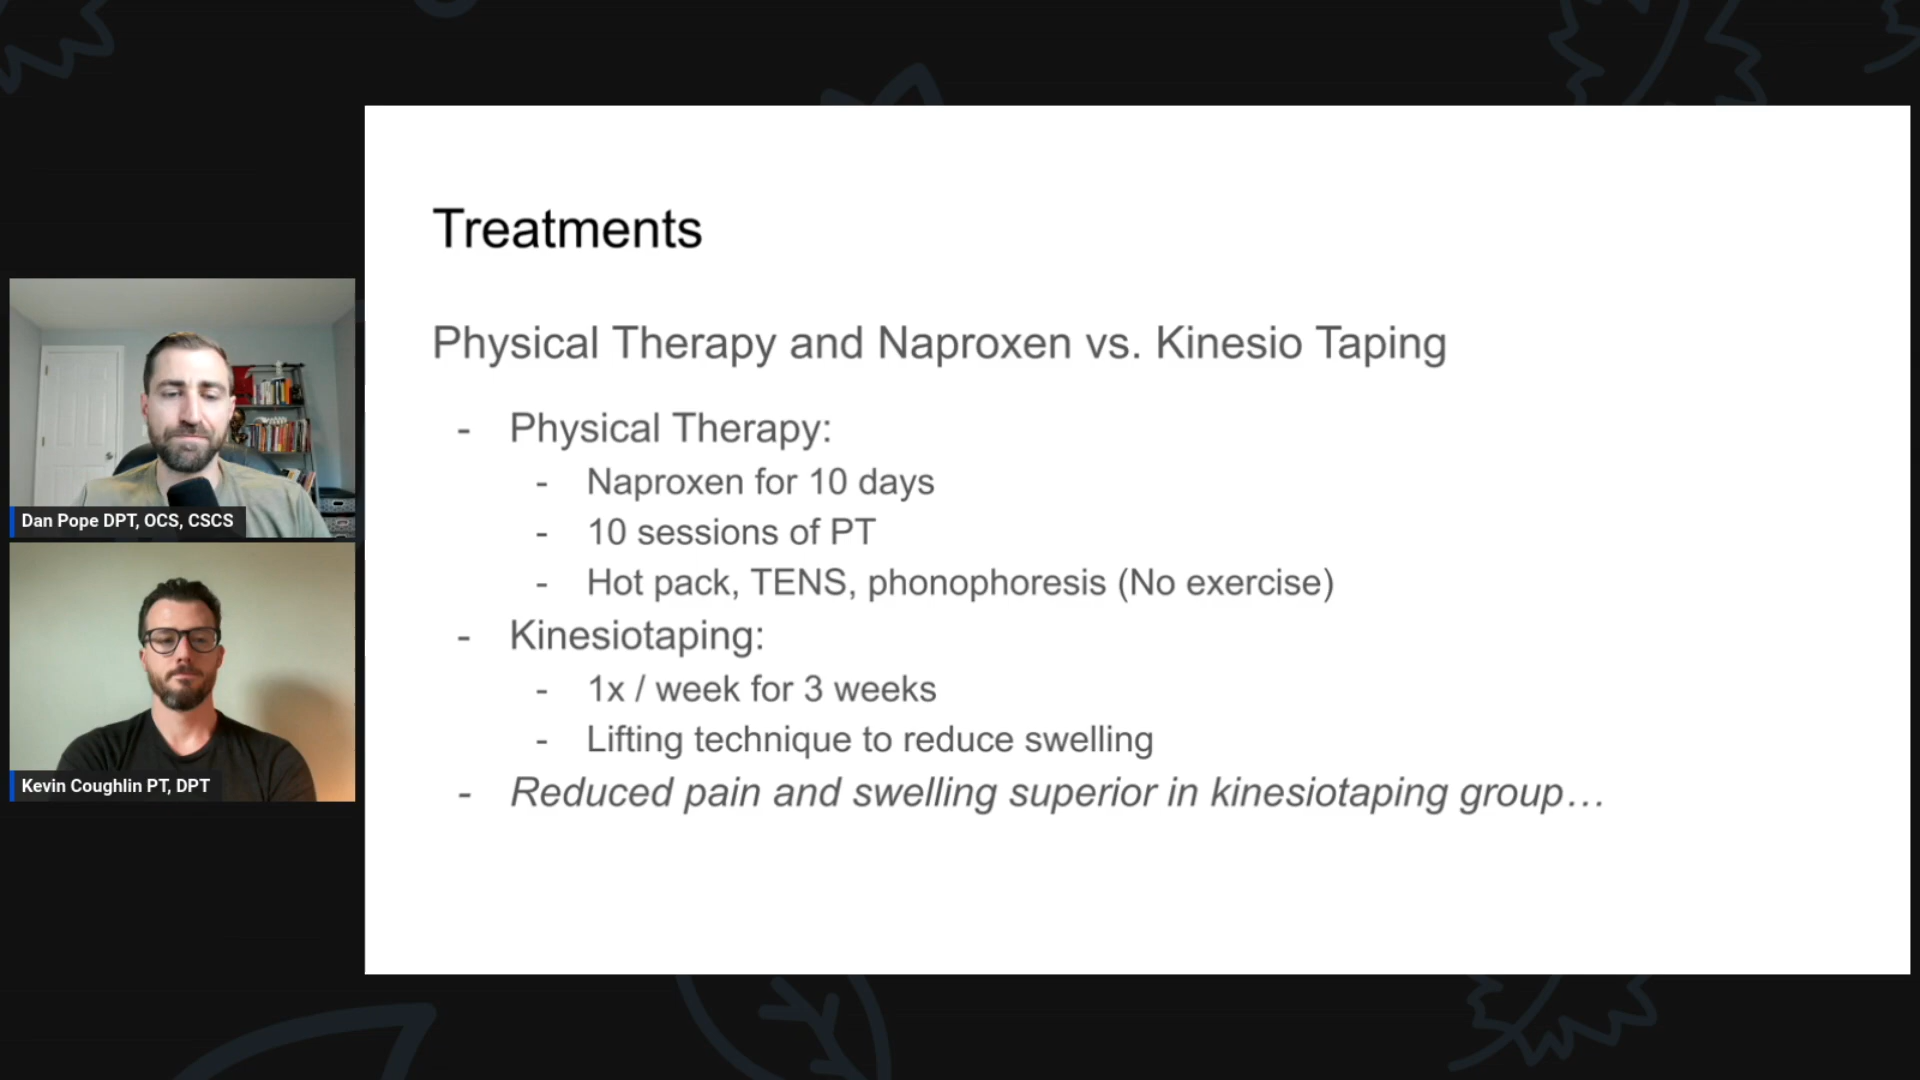 Treatments
Physical Therapy and Naproxen vs. Kinesio Taping
- Physical Therapy:
- Naproxen for 10 days
- 10 sessions of PT
- Hot pack, TENS, phonophoresis (No exercise)
- Kinesiotaping:
- 1x / week for 3 weeks
- Lifting technique to reduce swelling
- Reduced pain and swelling superior in kinesiotaping group…
Dan Pope DPT, OCS, CSCS
Kevin Coughlin PT, DPT